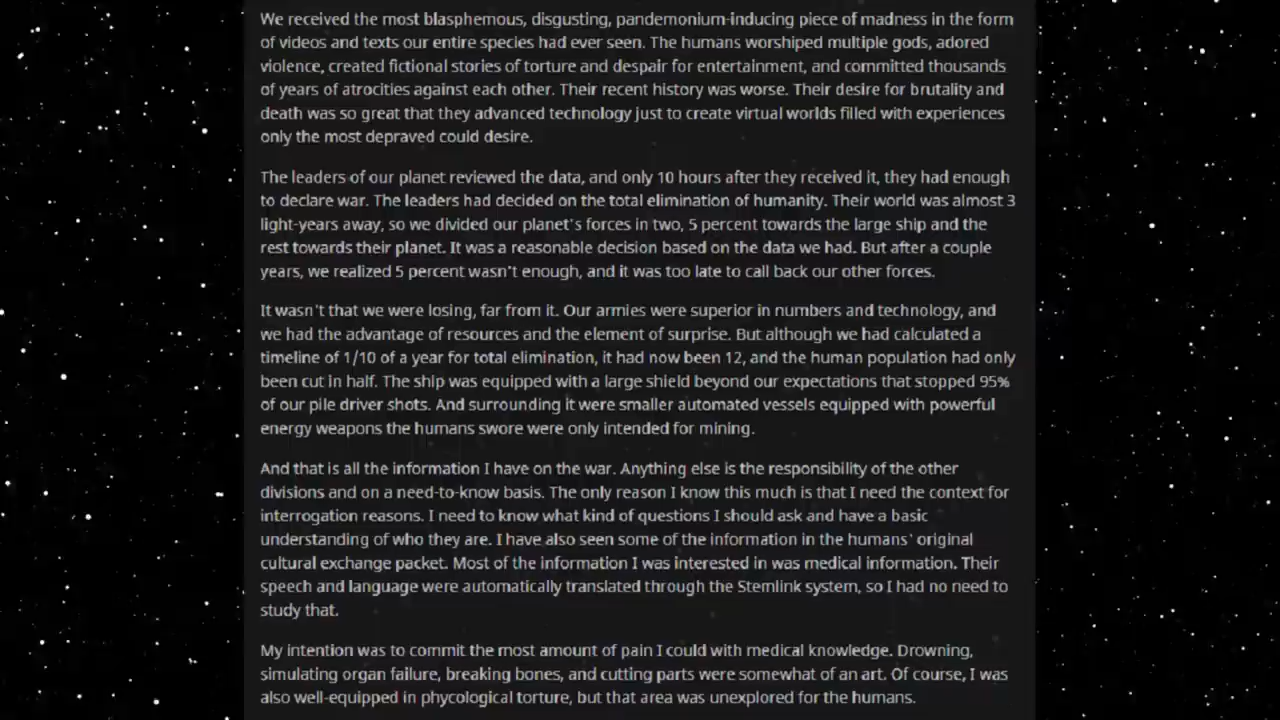 We received the most blasphemous, disgusting, pandemonium-inducing piece of madness in the form
of videos and texts our entire species had ever seen. The humans worshiped multiple gods, adored
violence, created fictional stories of torture and despair for entertainment, and committed thousands
of years of atrocities against each other. Their recent history was worse. Their desire for brutality and
death was so great that they advanced technology just to create virtual worlds filled with experiences
only the most depraved could desire.
The leaders of our planet reviewed the data, and only 10 hours after they received it, they had enough
to declare war. The leaders had decided on the total elimination of humanity. Their world was almost 3
light-years away, so we divided our planet's forces in two, 5 percent towards the large ship and the
rest towards their planet. It was a reasonable decision based on the data we had. But after a couple
years, we realized 5 percent wasn't enough, and it was too late to call back our other forces.
It wasn't that we were losing, far from it. Our armies were superior in numbers and technology, and
we had the advantage of resources and the element of surprise. But although we had calculated a
timeline of 1/10 of a year for total elimination, it had now been 12, and the human population had only
been cut in half. The ship was equipped with a large shield beyond our expectations that stopped 95%
of our pile driver shots. And surrounding it were smaller automated vessels equipped with powerful
energy weapons the humans swore were only intended for mining.
And that is all the information I have on the war. Anything else is the responsibility of the other
divisions and on a need-to-know basis. The only reason I know this much is that I need the context for
interrogation reasons. I need to know what kind of questions I should ask and have a basic
understanding of who they are. I have also seen some of the information in the humans' original
cultural exchange packet. Most of the information I was interested in was medical information. Their
speech and language were automatically translated through the Stemlink system, so I had no need to
study that.
My intention was to commit the most amount of pain I could with medical knowledge. Drowning,
simulating organ failure, breaking bones, and cutting parts were somewhat of an art. Of course, I was
also well-equipped in phycological torture, but that area was unexplored for the humans.